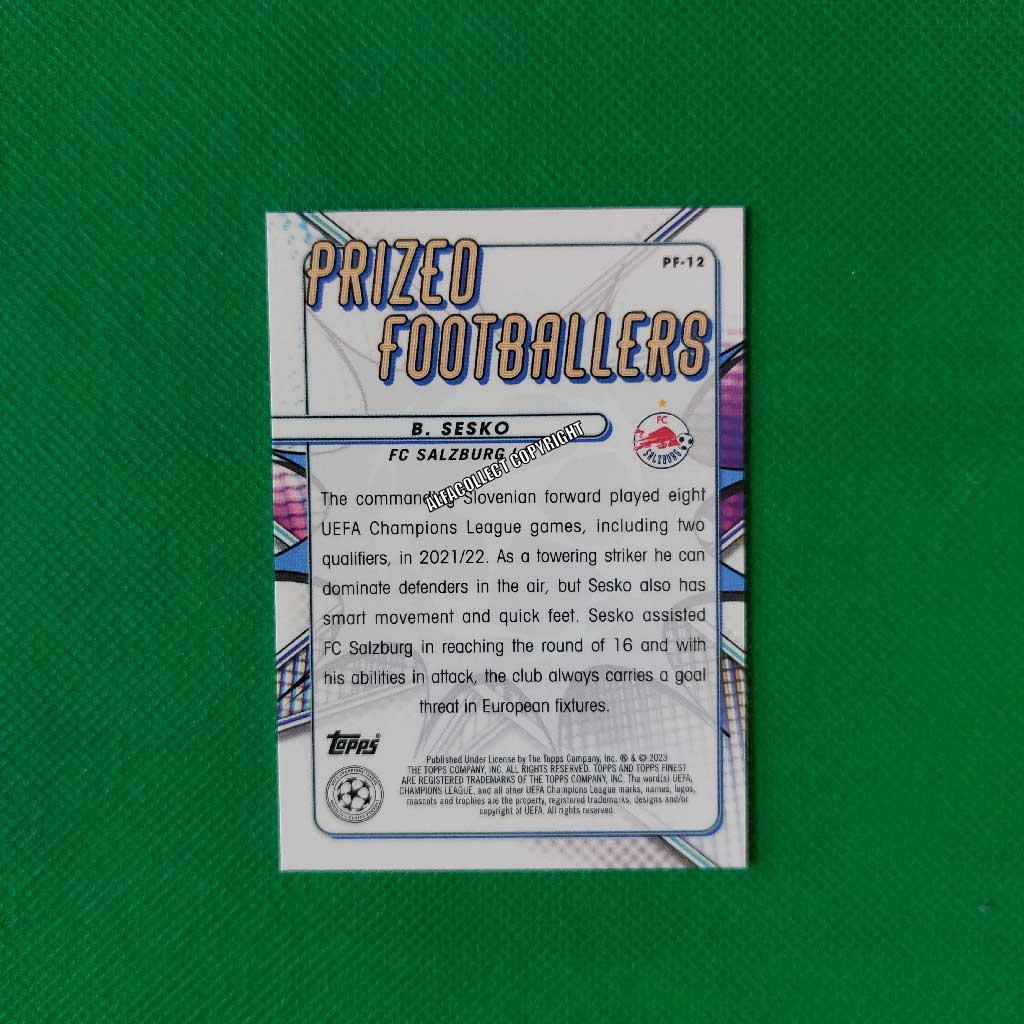 PRIZED
PF-12
FOOTBALLERS
B. SESKO
FC SALZBURG
FC
SALZBURG
ALFACOLLECT COPYRIGHT
The Slovenian forward played eight
UEFA Champions League games, including two
qualifiers, in 2021/22. As a towering striker he can
dominate defenders in the air, but Sesko also has
smart movement and quick feet. Sesko assisted
FC Salzburg in reaching the round of 16 and with
his abilities in attack, the club always carries a goal
threat in European fixtures.
Topps®
Published Under License by The Topps Company, Inc. ® & © 2023
THE TOPPS COMPANY, INC. ALL RIGHTS RESERVED. TOPPS AND TOPPS FINEST
ARE REGISTERED TRADEMARKS OF THE TOPPS COMPANY, INC. The word(s) UEFA,
CHAMPIONS LEAGUE, and all other UEFA Champions League marks, names, logos,
mascots and trophies are the property, registered trademarks, designs and/or
copyright of UEFA. All rights reserved.